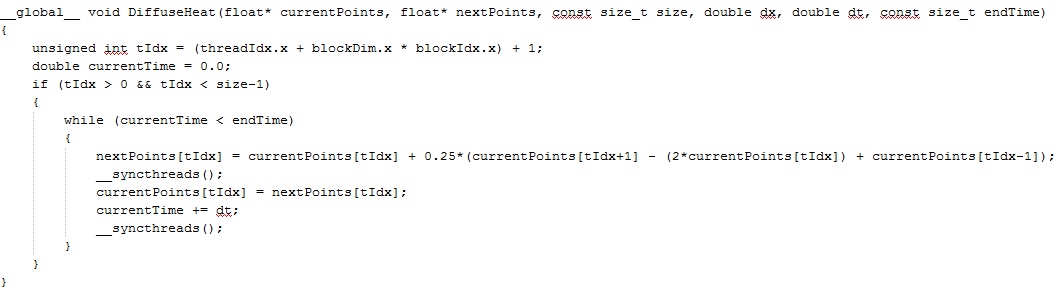 __global__ void DiffuseHeat(float* currentPoints, float* nextPoints, const size_t size, double dx, double dt, const size_t endTime)
{
    unsigned int tIdx = (threadIdx.x + blockDim.x * blockIdx.x) + 1;
    double currentTime = 0.0;
    if (tIdx > 0 && tIdx < size-1)
    {
        while (currentTime < endTime)
        {
            nextPoints[tIdx] = currentPoints[tIdx] + 0.25*(currentPoints[tIdx+1] - (2*currentPoints[tIdx]) + currentPoints[tIdx-1]);
            __syncthreads();
            currentPoints[tIdx] = nextPoints[tIdx];
            currentTime += dt;
            __syncthreads();
        }
    }
}